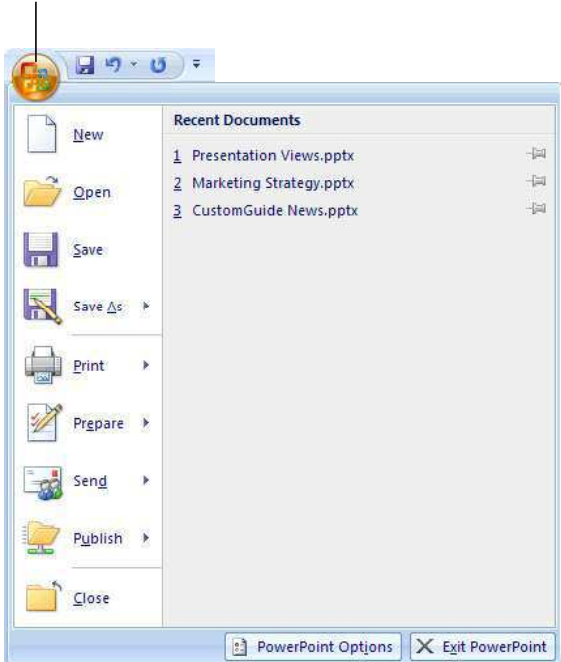 Recent Documents
New
1 Presentation Views.pptx
2 Marketing Strategy.pptx
3 CustomGuide News.pptx
Open
Save
Save As
Print
Prepare
Send
Publish
Close
PowerPoint Options
Exit PowerPoint